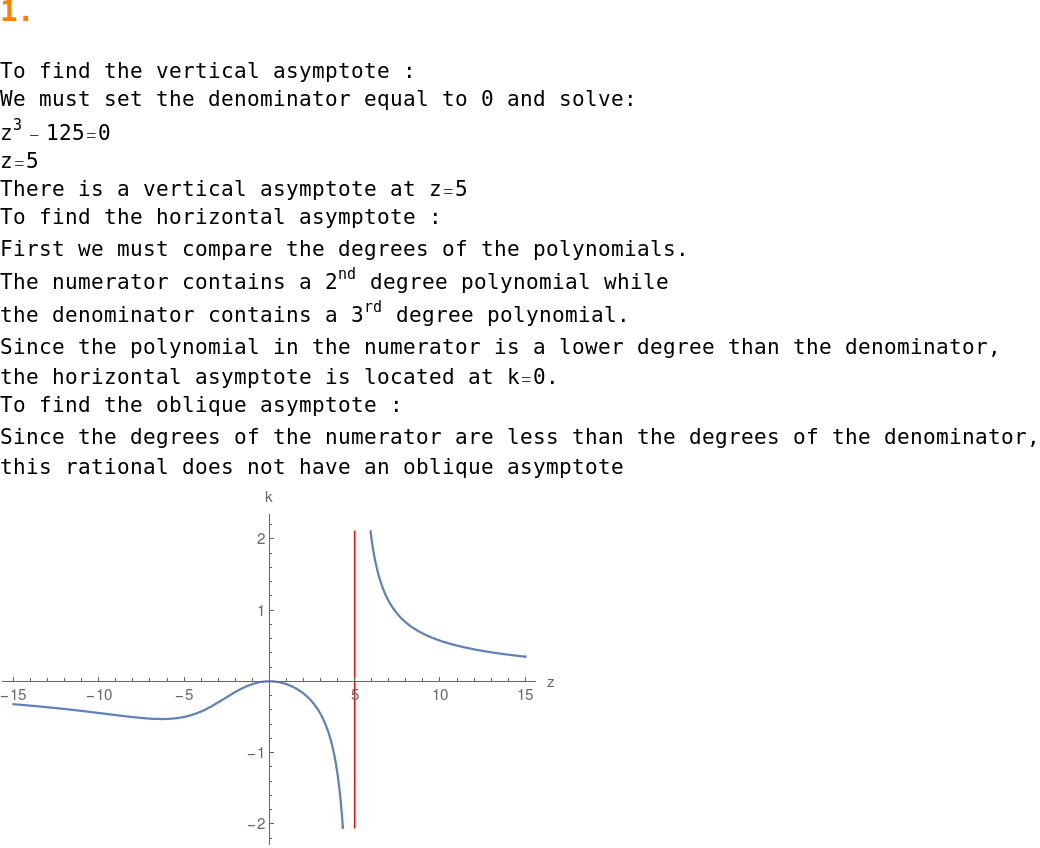 1.
To find the vertical asymptote :
We must set the denominator equal to 0 and solve:
z³ – 125=0
z=5
There is a vertical asymptote at z=5
To find the horizontal asymptote :
First we must compare the degrees of the polynomials.
The numerator contains a 2ⁿᵈ degree polynomial while
the denominator contains a 3ʳᵈ degree polynomial.
Since the polynomial in the numerator is a lower degree than the denominator,
the horizontal asymptote is located at k=0.
To find the oblique asymptote :
Since the degrees of the numerator are less than the degrees of the denominator,
this rational does not have an oblique asymptote
k
2
1
−15 −10 −5 5 10 15 z
−1
−2